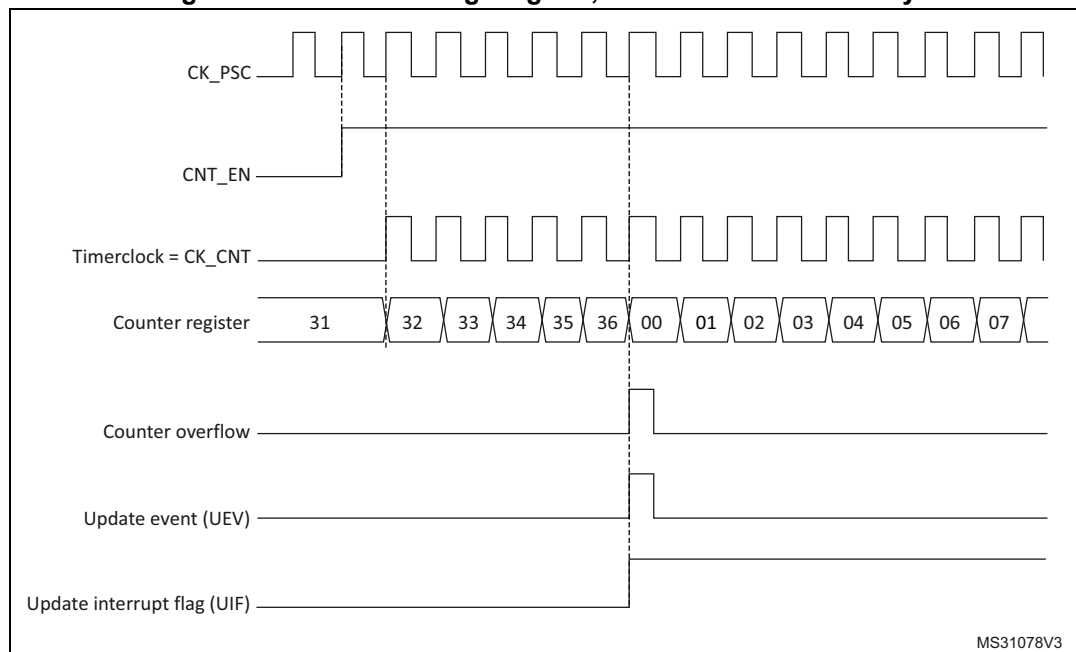 CK_PSC
CNT_EN
Timerclock = CK_CNT
Counter register 31 32 33 34 35 36 00 01 02 03 04 05 06 07
Counter overflow
Update event (UEV)
Update interrupt flag (UIF)
MS31078V3